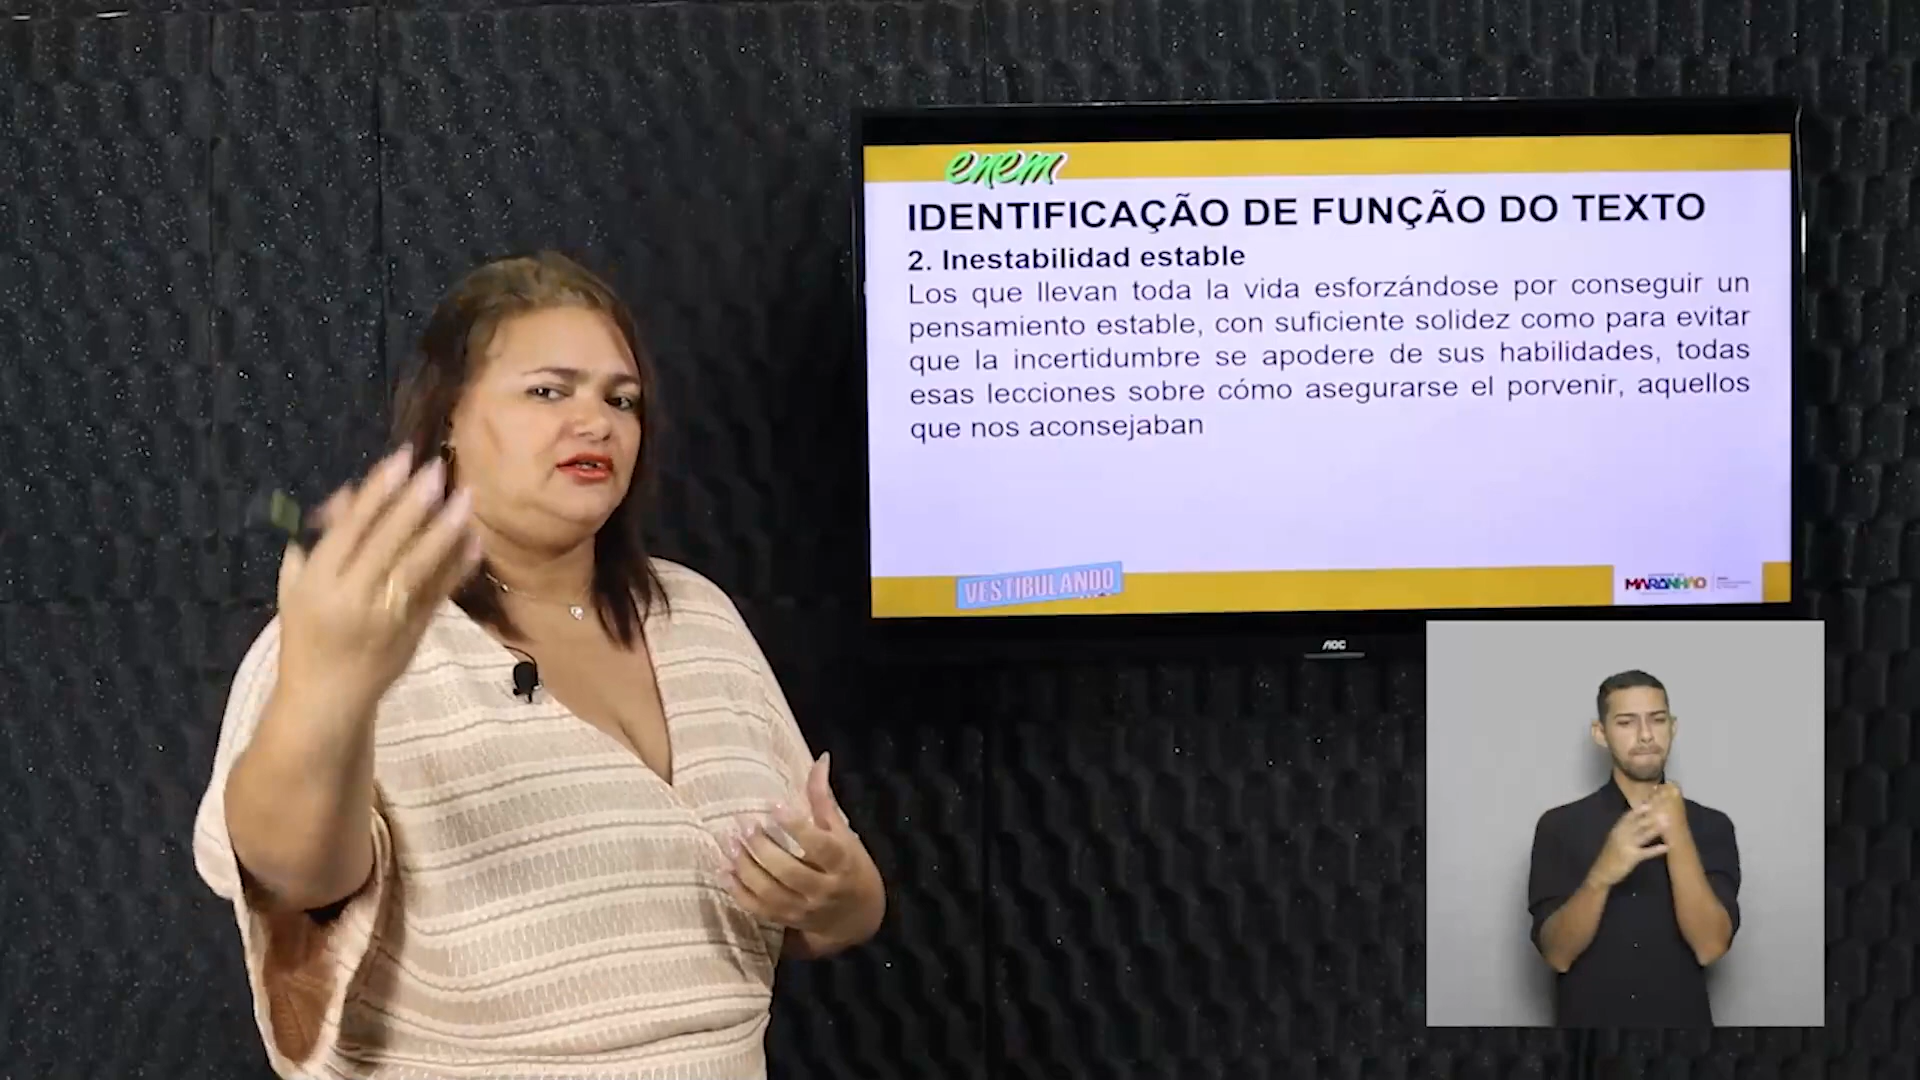 enem
IDENTIFICAÇÃO DE FUNÇÃO DO TEXTO
2. Inestabilidad estable
Los que llevan toda la vida esforzándose por conseguir un
pensamiento estable, con suficiente solidez como para evitar
que la incertidumbre se apodere de sus habilidades, todas
esas lecciones sobre cómo asegurarse el porvenir, aquellos
que nos aconsejaban
VESTIBULANDO
MARANHÃO
AOC